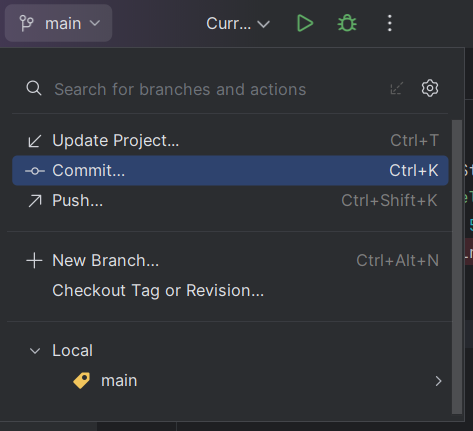 main Curr...
Search for branches and actions
Update Project... Ctrl+T
Commit... Ctrl+K
Push... Ctrl+Shift+K
New Branch... Ctrl+Alt+N
Checkout Tag or Revision...
Local
main